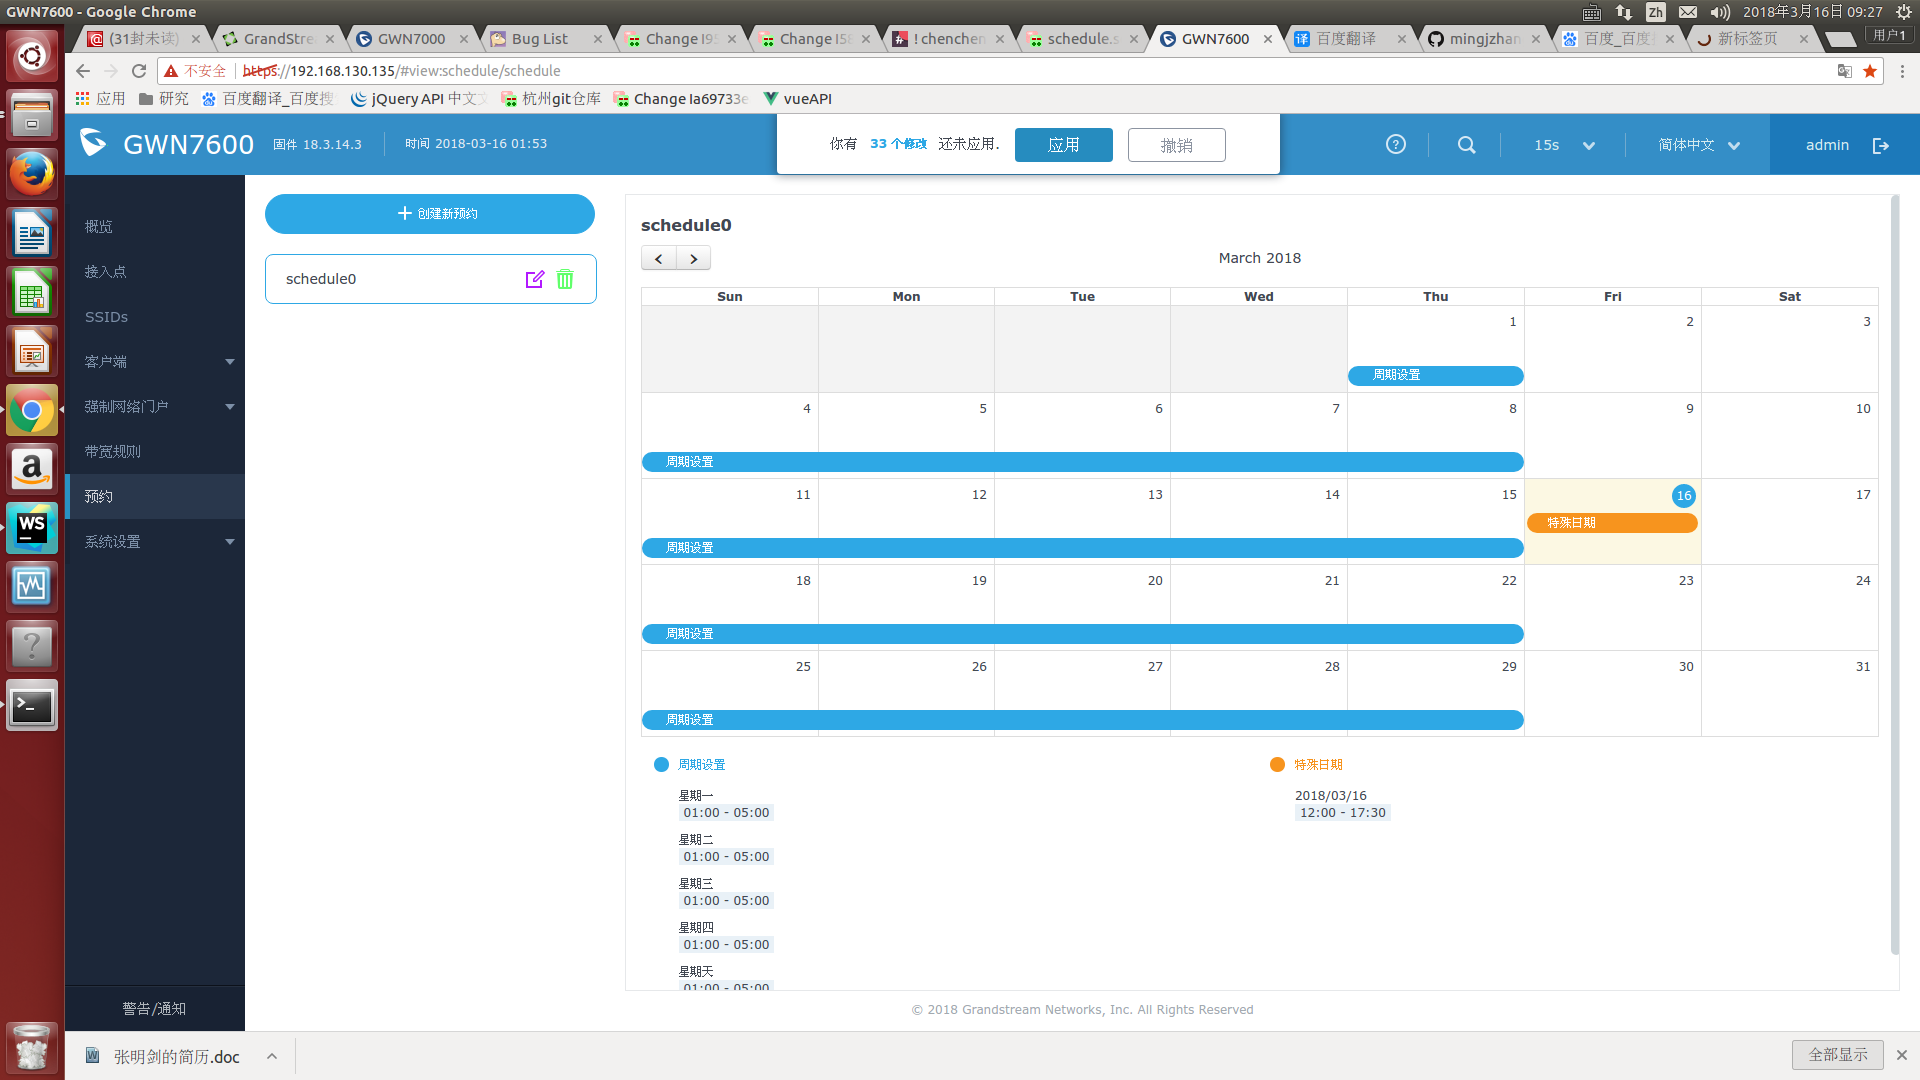 GWN7600 - Google Chrome
Zh
2018年3月16日 09:27
(31封未读)
GrandStre
GWN7000
Bug List
Change I95
Change I58
! chenchen
schedule.s
GWN7600
百度翻译
mingjzhan
百度_百度
新标签页
用户1
不安全
https://192.168.130.135/#view:schedule/schedule
应用
研究
百度翻译_百度搜
jQuery API 中文文
杭州git仓库
Change Ia69733e
vueAPI
GWN7600
固件 18.3.14.3
时间 2018-03-16 01:53
你有 33 个修改 还未应用.
应用
撤销
15s
简体中文
admin
概览
接入点
SSIDs
客户端
强制网络门户
带宽规则
预约
系统设置
警告/通知
创建新预约
schedule0
schedule0
March 2018
Sun Mon Tue Wed Thu Fri Sat
1 2 3
周期设置
4 5 6 7 8 9 10
周期设置
11 12 13 14 15 16 17
特殊日期
周期设置
18 19 20 21 22 23 24
周期设置
25 26 27 28 29 30 31
周期设置
周期设置
星期一
01:00 - 05:00
星期二
01:00 - 05:00
星期三
01:00 - 05:00
星期四
01:00 - 05:00
星期天
01:00 - 05:00
特殊日期
2018/03/16
12:00 - 17:30
© 2018 Grandstream Networks, Inc. All Rights Reserved
张明剑的简历.doc
全部显示